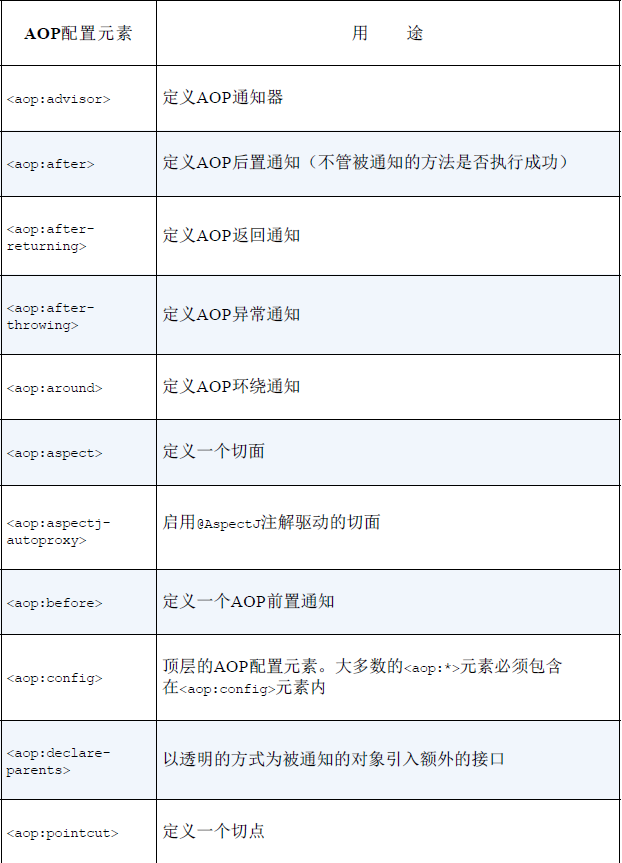 AOP配置元素 用 途
<aop:advisor> 定义AOP通知器
<aop:after> 定义AOP后置通知（不管被通知的方法是否执行成功）
<aop:after-
returning>
定义AOP返回通知
<aop:after-
throwing>
定义AOP异常通知
<aop:around> 定义AOP环绕通知
<aop:aspect> 定义一个切面
<aop:aspectj-
autoproxy>
启用@AspectJ注解驱动的切面
<aop:before> 定义一个AOP前置通知
<aop:config>
顶层的AOP配置元素。大多数的<aop:*>元素必须包含
在<aop:config>元素内
<aop:declare-
parents>
以透明的方式为被通知的对象引入额外的接口
<aop:pointcut> 定义一个切点